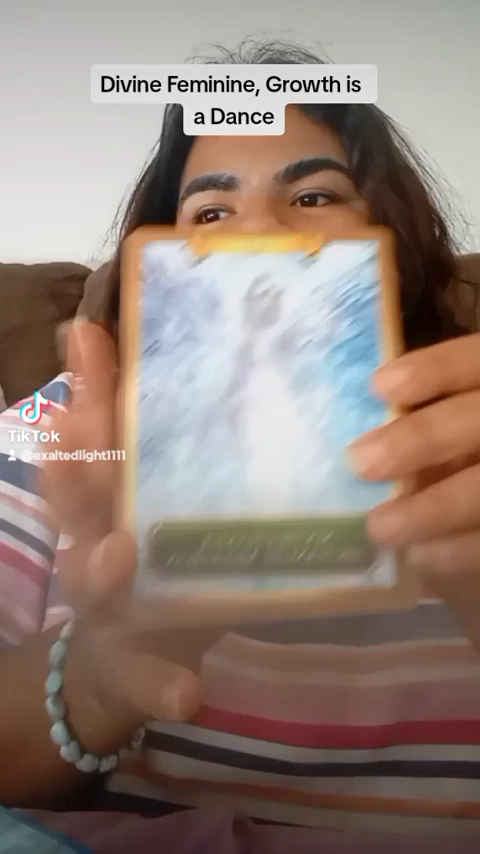 Divine Feminine, Growth is
a Dance
TikTok
@exaltedlight1111